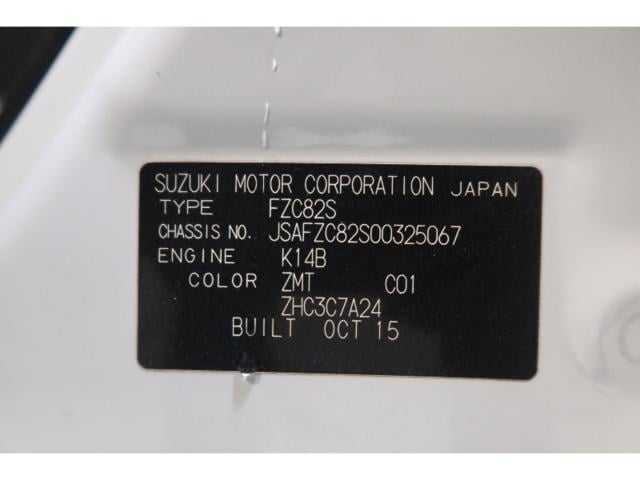 SUZUKI MOTOR CORPORATION JAPAN
TYPE FZC82S
CHASSIS NO. JSAFZC82S00325067
ENGINE K14B
COLOR ZMT C01
ZHC3C7A24
BUILT OCT 15